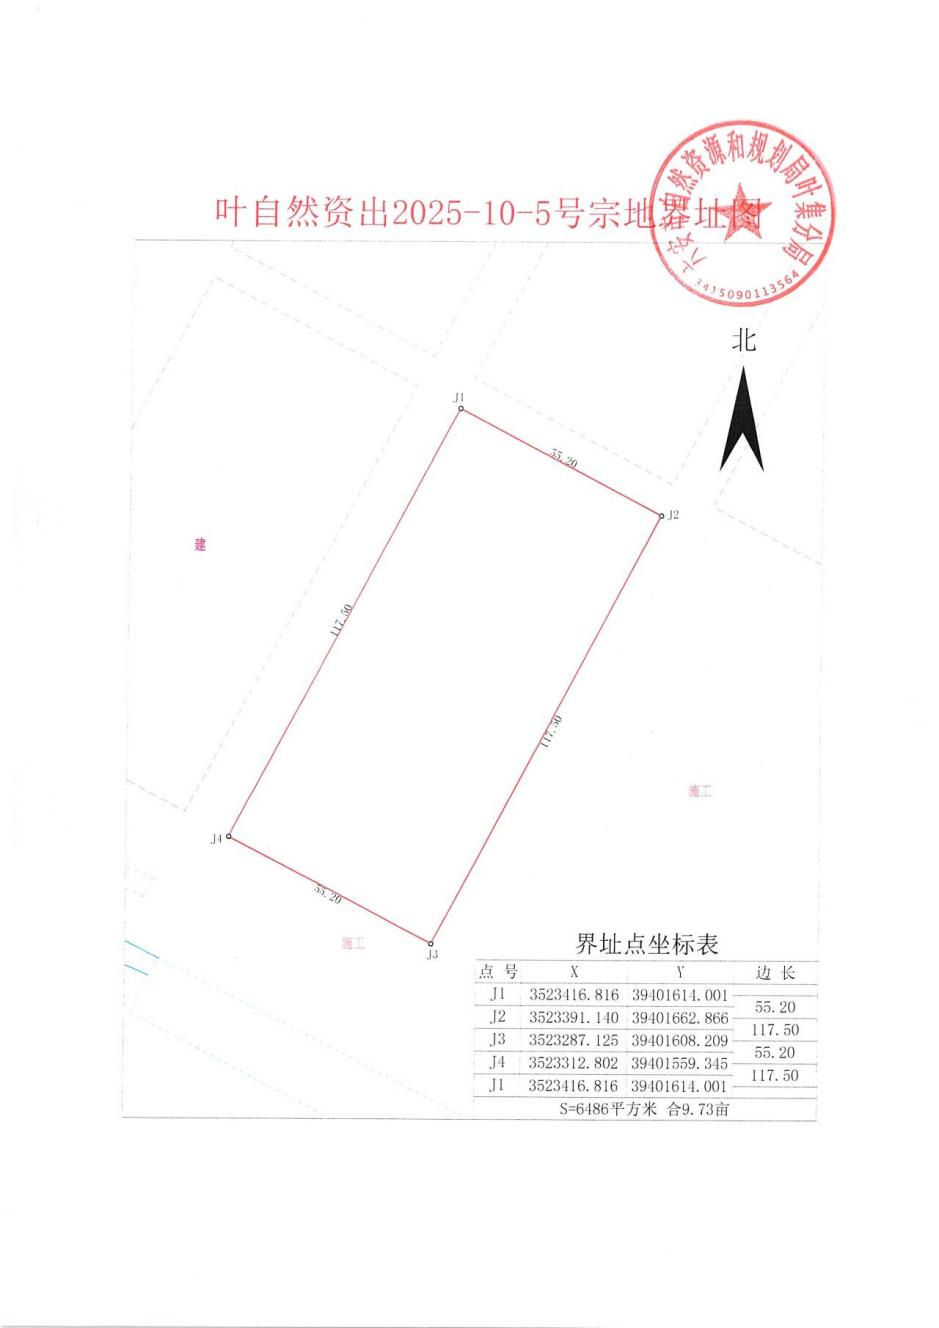 六安市自然资源和规划局叶集分局
3415090113564
叶自然资出2025-10-5号宗地界址图
北
J1
55.20
J2
建
117.50
117.50
施工
J4
55.20
施工
J3
界址点坐标表
点 号 X Y 边 长
J1 3523416.816 39401614.001
55.20
J2 3523391.140 39401662.866
117.50
J3 3523287.125 39401608.209
55.20
J4 3523312.802 39401559.345
117.50
J1 3523416.816 39401614.001
S=6486平方米 合9.73亩